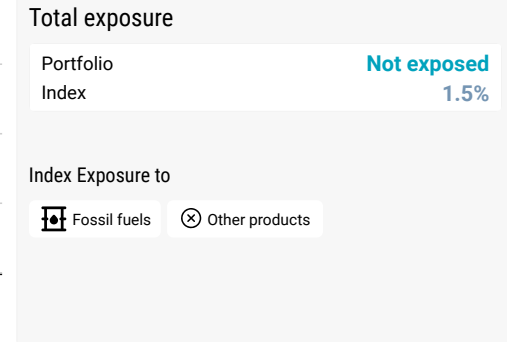 Total exposure
Portfolio Not exposed
Index 1.5%
Index Exposure to
Fossil fuels Other products